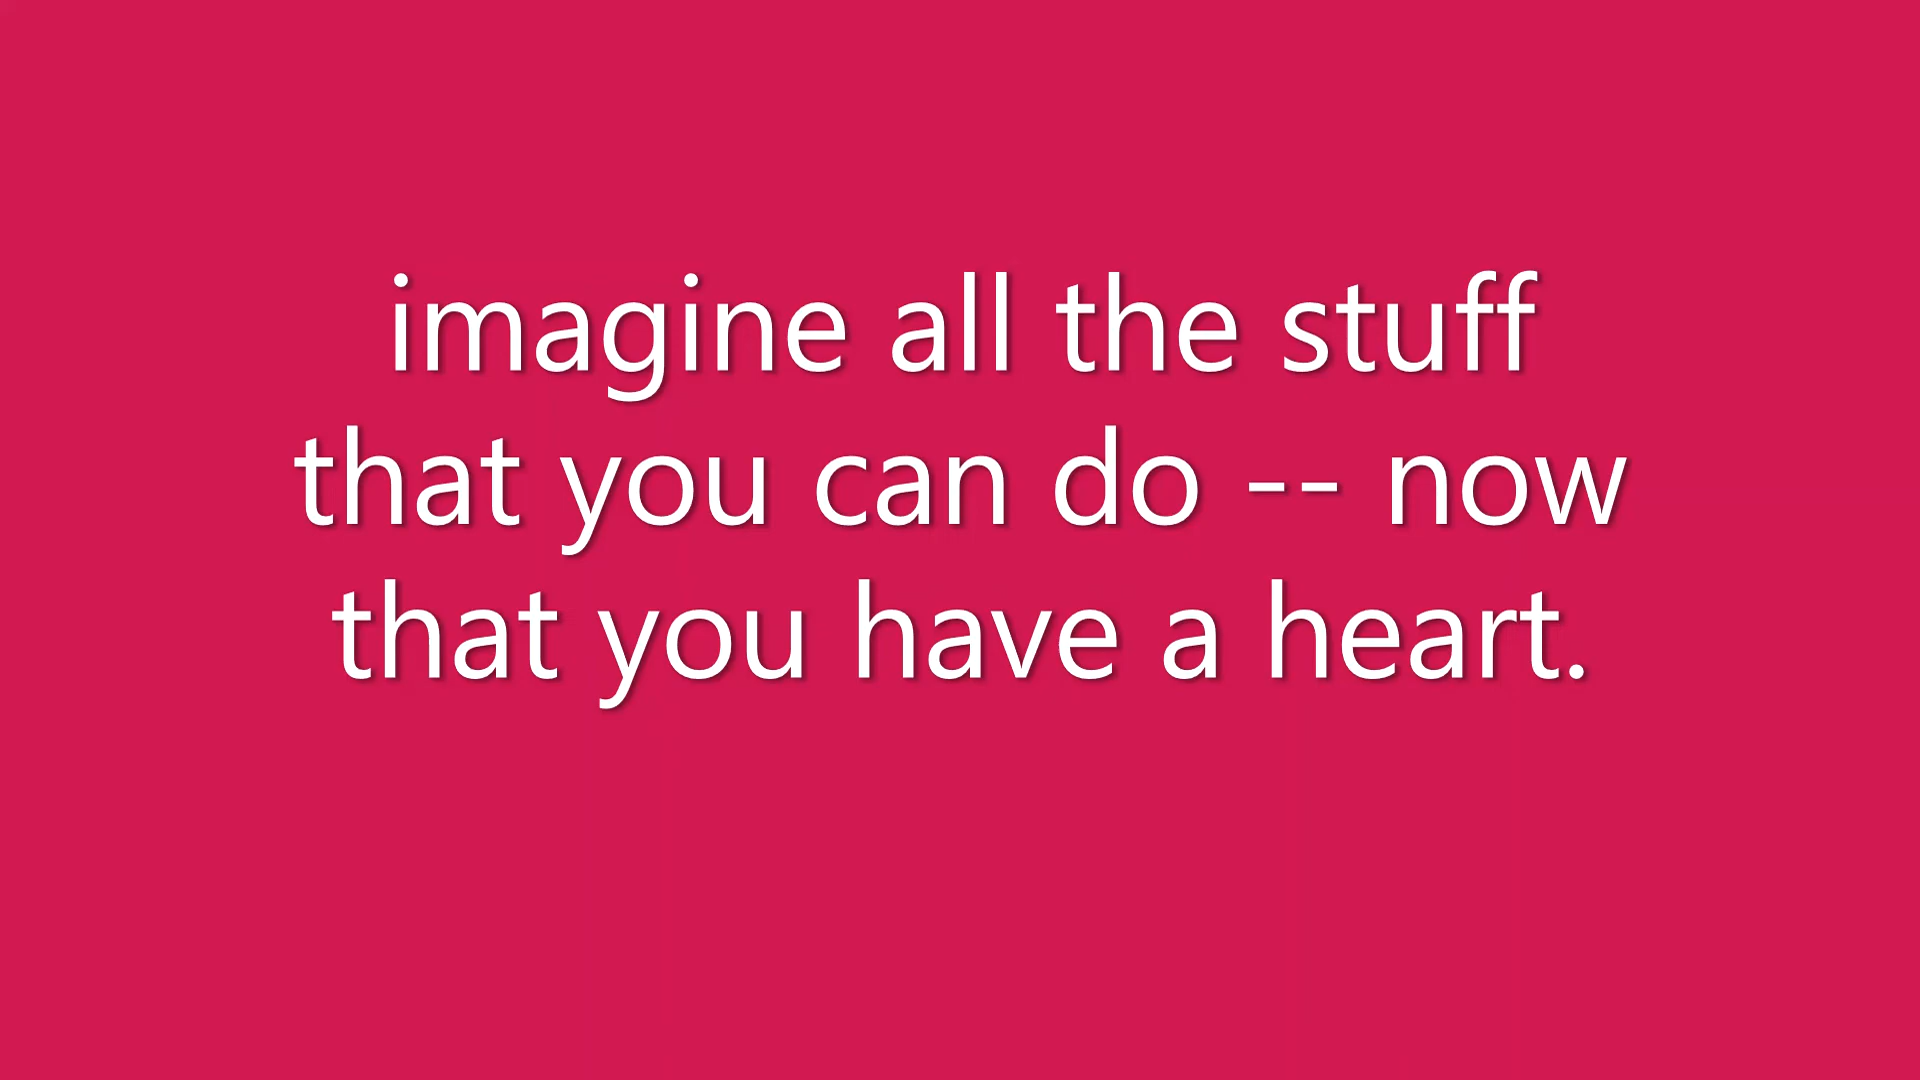 imagine all the stuff
that you can do -- now
that you have a heart.